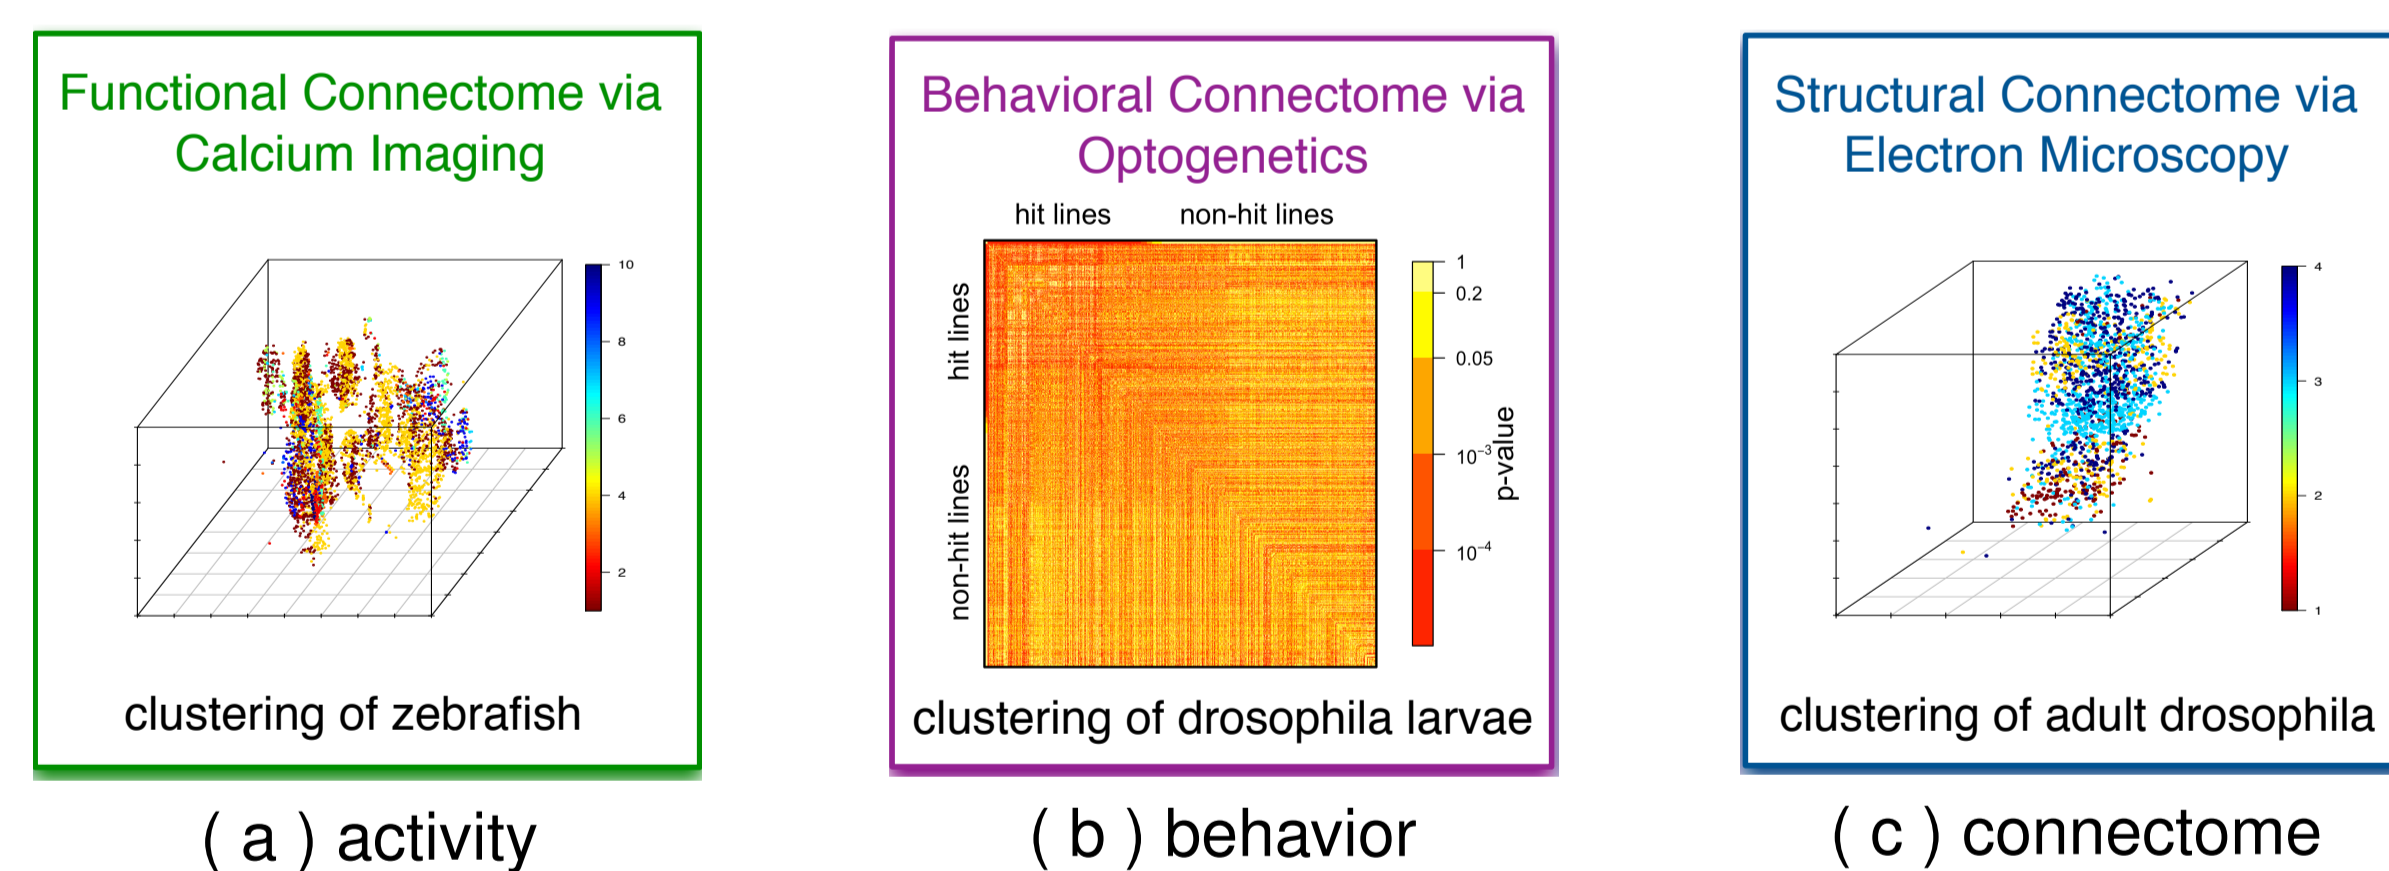 Functional Connectome via
Calcium Imaging
10
8
6
4
2
clustering of zebrafish
( a ) activity
Behavioral Connectome via
Optogenetics
hit lines non-hit lines
hit lines
non-hit lines
1
0.2
0.05
10⁻³
10⁻⁴
p-value
clustering of drosophila larvae
( b ) behavior
Structural Connectome via
Electron Microscopy
4
3
2
1
clustering of adult drosophila
( c ) connectome